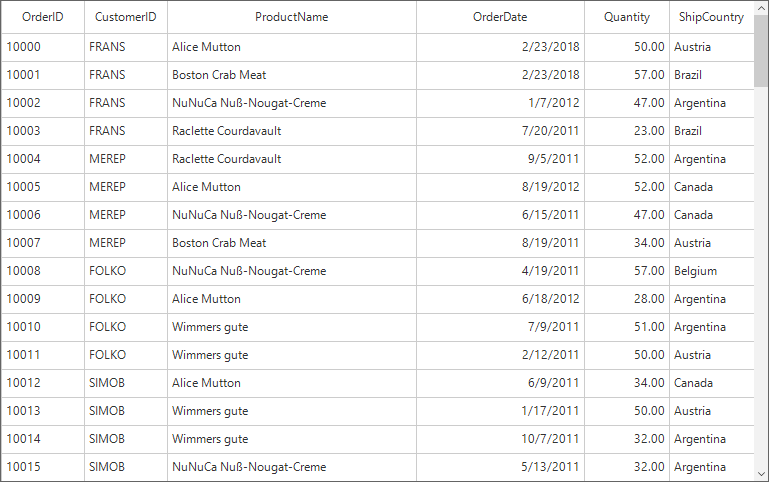 OrderID CustomerID ProductName OrderDate Quantity ShipCountry
10000 FRANS Alice Mutton 2/23/2018 50.00 Austria
10001 FRANS Boston Crab Meat 2/23/2018 57.00 Brazil
10002 FRANS NuNuCa Nuß-Nougat-Creme 1/7/2012 47.00 Argentina
10003 FRANS Raclette Courdavault 7/20/2011 23.00 Brazil
10004 MEREP Raclette Courdavault 9/5/2011 52.00 Argentina
10005 MEREP Alice Mutton 8/19/2012 52.00 Canada
10006 MEREP NuNuCa Nuß-Nougat-Creme 6/15/2011 47.00 Canada
10007 MEREP Boston Crab Meat 8/19/2011 34.00 Austria
10008 FOLKO NuNuCa Nuß-Nougat-Creme 4/19/2011 57.00 Belgium
10009 FOLKO Alice Mutton 6/18/2012 28.00 Argentina
10010 FOLKO Wimmers gute 7/9/2011 51.00 Argentina
10011 FOLKO Wimmers gute 2/12/2011 50.00 Austria
10012 SIMOB Alice Mutton 6/9/2011 34.00 Canada
10013 SIMOB Wimmers gute 1/17/2011 50.00 Austria
10014 SIMOB Wimmers gute 10/7/2011 32.00 Argentina
10015 SIMOB NuNuCa Nuß-Nougat-Creme 5/13/2011 32.00 Argentina